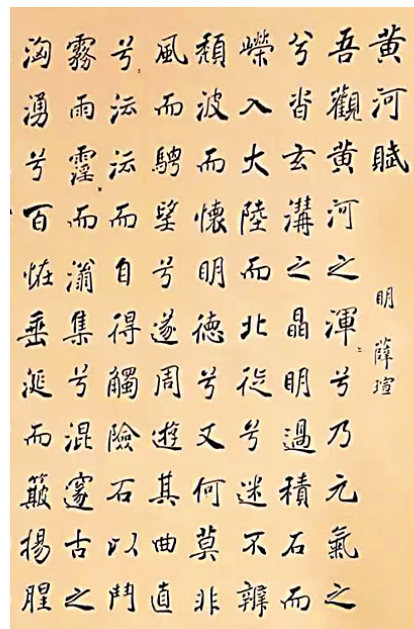 黄河賦
明 薛瑄
吾觀黄河之渾兮乃元氣之
兮沓玄溝之晶明過積石而
嶸入大陸而北從兮迷不辨
頹波而懷明德兮又何莫非
風而騁望兮遂周遊其曲直
兮沄沄而自得觸險石以鬥
霧雨霪而滃集兮混邃古之
洶湧兮百恠垂涎而簸揚腥